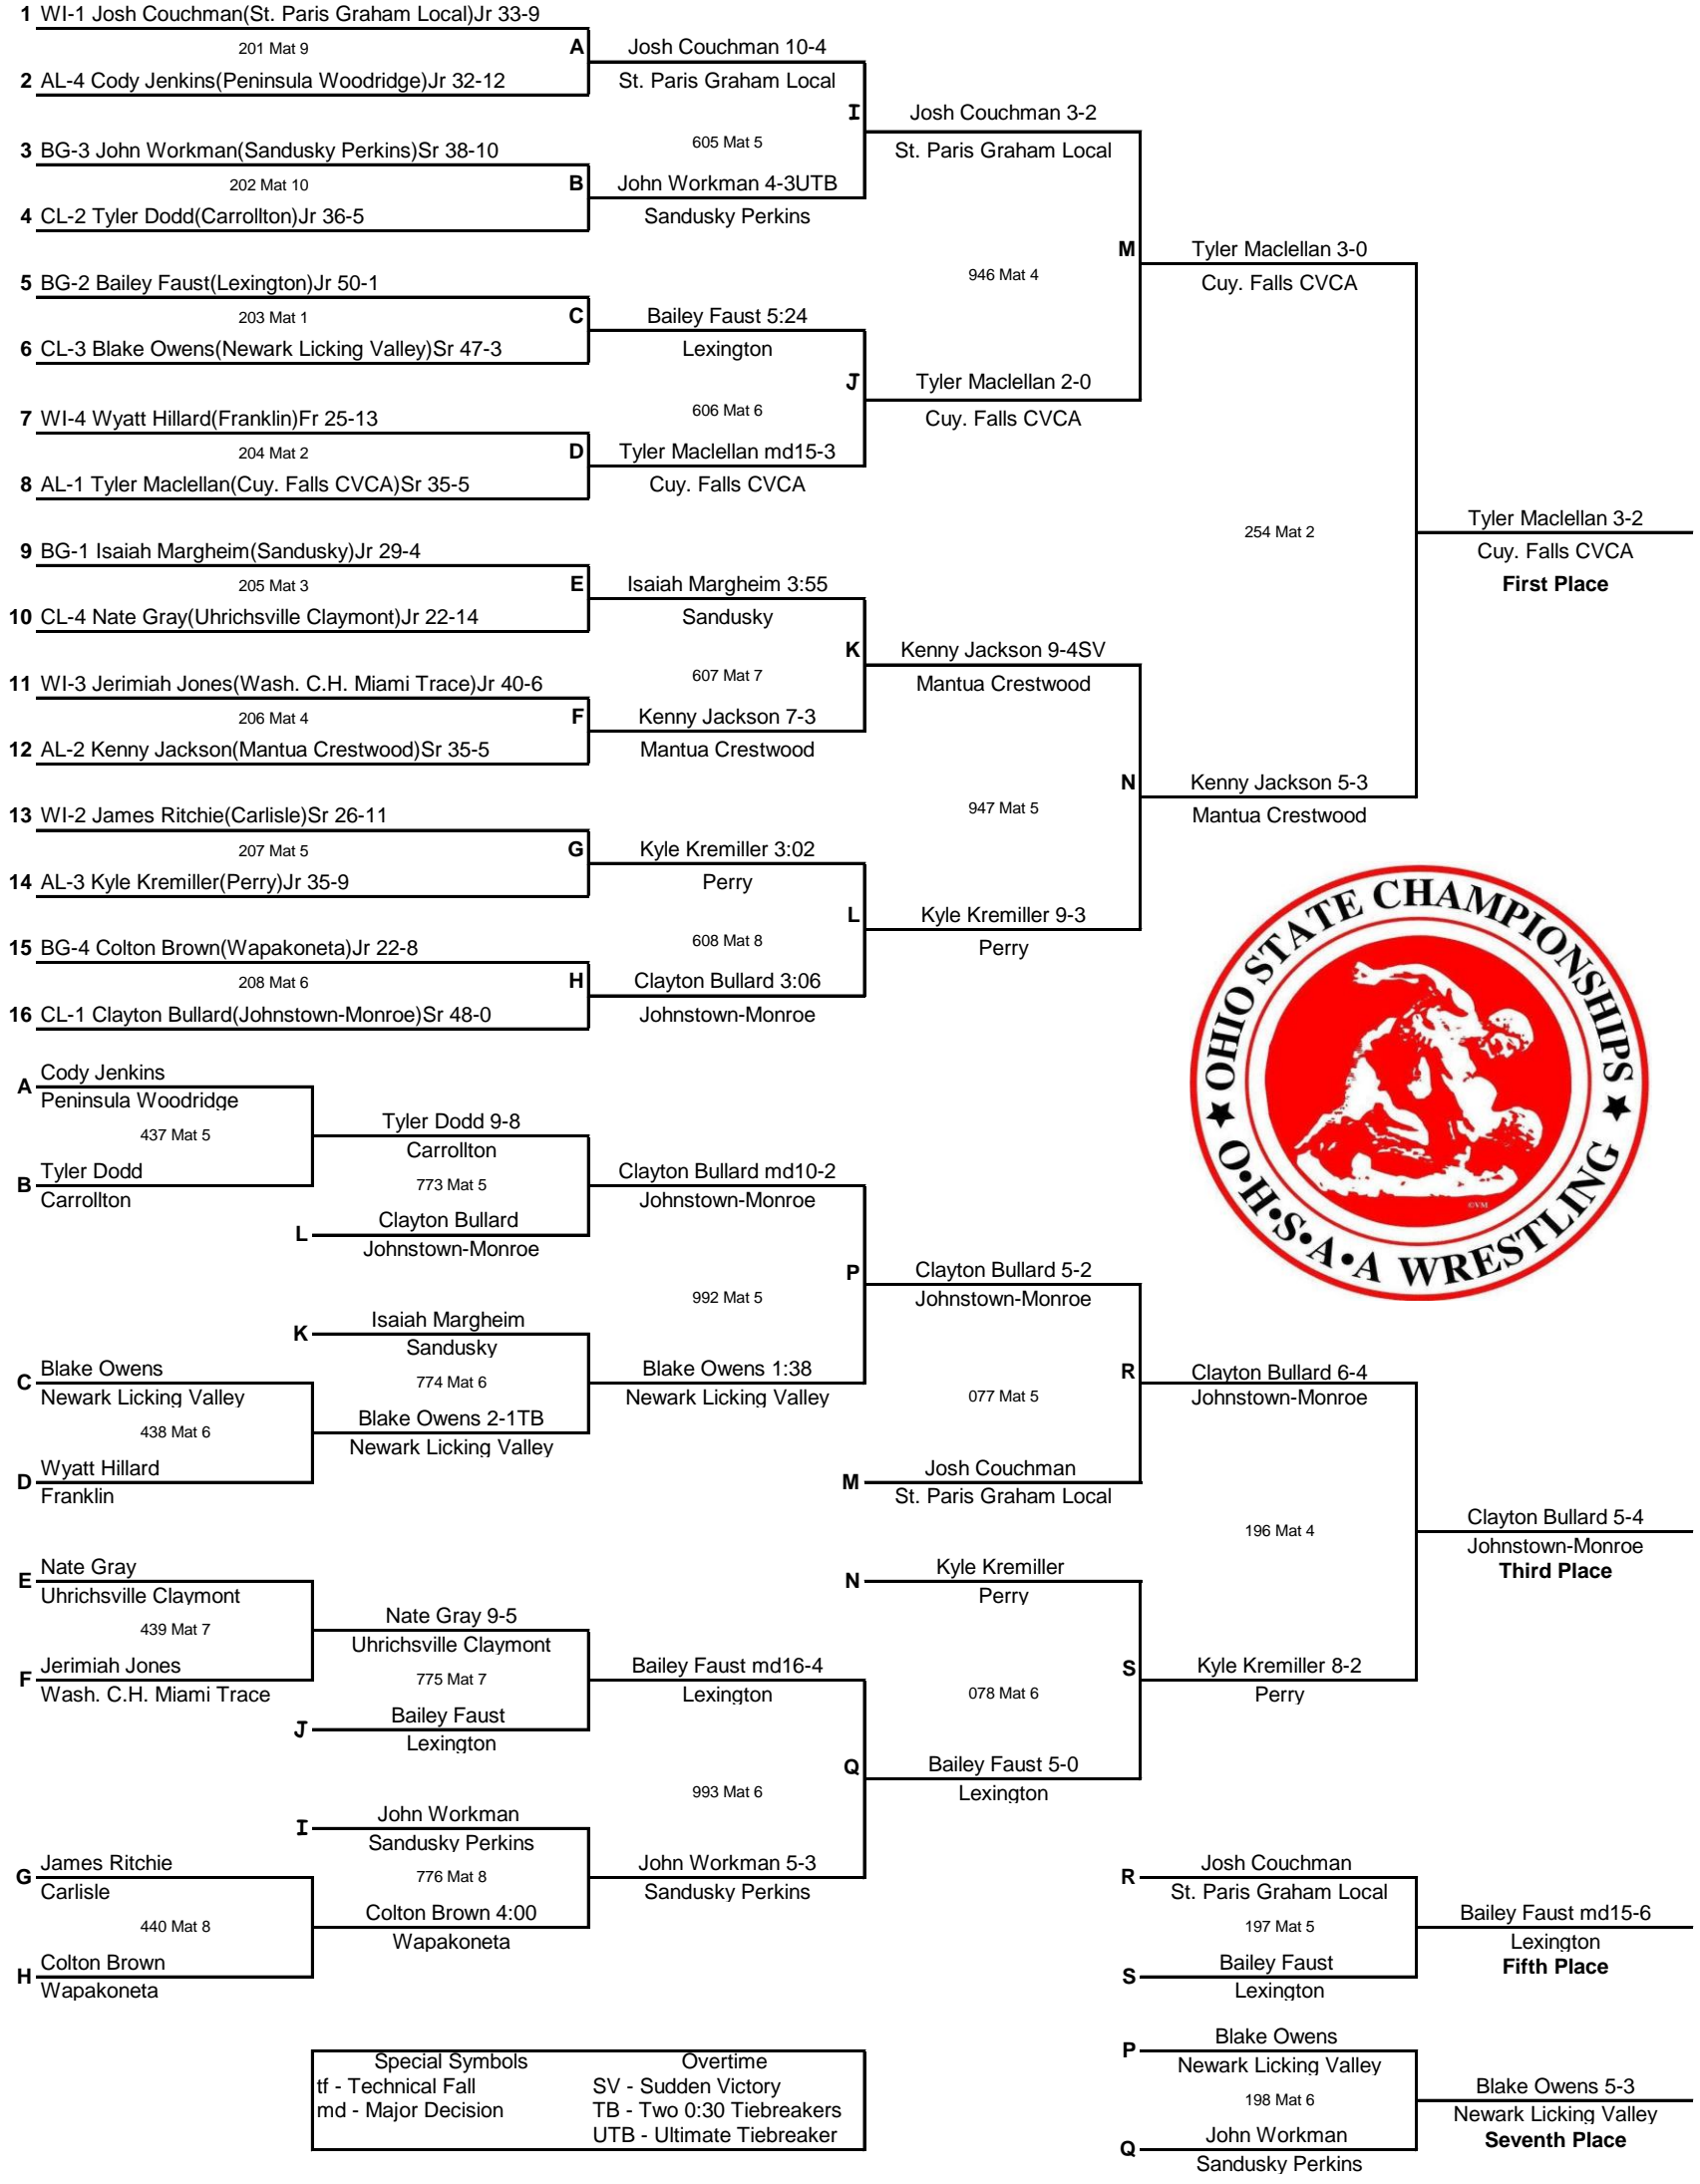 1 WI-1 Josh Couchman(St. Paris Graham Local)Jr 33-9
201 Mat 9
A
2 AL-4 Cody Jenkins(Peninsula Woodridge)Jr 32-12
Josh Couchman 10-4
St. Paris Graham Local
3 BG-3 John Workman(Sandusky Perkins)Sr 38-10
202 Mat 10
B
4 CL-2 Tyler Dodd(Carrollton)Jr 36-5
605 Mat 5
I
John Workman 4-3UTB
Sandusky Perkins
Josh Couchman 3-2
St. Paris Graham Local
5 BG-2 Bailey Faust(Lexington)Jr 50-1
203 Mat 1
C
6 CL-3 Blake Owens(Newark Licking Valley)Sr 47-3
Bailey Faust 5:24
Lexington
7 WI-4 Wyatt Hillard(Franklin)Fr 25-13
204 Mat 2
D
8 AL-1 Tyler Maclellan(Cuy. Falls CVCA)Sr 35-5
606 Mat 6
J
Tyler Maclellan md15-3
Cuy. Falls CVCA
Tyler Maclellan 2-0
Cuy. Falls CVCA
946 Mat 4
M
Tyler Maclellan 3-0
Cuy. Falls CVCA
9 BG-1 Isaiah Margheim(Sandusky)Jr 29-4
205 Mat 3
E
10 CL-4 Nate Gray(Uhrichsville Claymont)Jr 22-14
Isaiah Margheim 3:55
Sandusky
11 WI-3 Jerimiah Jones(Wash. C.H. Miami Trace)Jr 40-6
206 Mat 4
F
12 AL-2 Kenny Jackson(Mantua Crestwood)Sr 35-5
607 Mat 7
K
Kenny Jackson 7-3
Mantua Crestwood
Kenny Jackson 9-4SV
Mantua Crestwood
13 WI-2 James Ritchie(Carlisle)Sr 26-11
207 Mat 5
G
14 AL-3 Kyle Kremiller(Perry)Jr 35-9
Kyle Kremiller 3:02
Perry
15 BG-4 Colton Brown(Wapakoneta)Jr 22-8
208 Mat 6
H
16 CL-1 Clayton Bullard(Johnstown-Monroe)Sr 48-0
608 Mat 8
L
Clayton Bullard 3:06
Johnstown-Monroe
Kyle Kremiller 9-3
Perry
947 Mat 5
N
Kenny Jackson 5-3
Mantua Crestwood
254 Mat 2
Tyler Maclellan 3-2
Cuy. Falls CVCA
First Place
★ OHIO STATE CHAMPIONSHIPS ★
O•H•S•A•A WRESTLING
©VM
A Cody Jenkins
Peninsula Woodridge
437 Mat 5
B Tyler Dodd
Carrollton
Tyler Dodd 9-8
Carrollton
773 Mat 5
L Clayton Bullard
Johnstown-Monroe
Clayton Bullard md10-2
Johnstown-Monroe
K Isaiah Margheim
Sandusky
C Blake Owens
Newark Licking Valley
438 Mat 6
D Wyatt Hillard
Franklin
774 Mat 6
Blake Owens 2-1TB
Newark Licking Valley
Blake Owens 1:38
Newark Licking Valley
992 Mat 5
P
Clayton Bullard 5-2
Johnstown-Monroe
077 Mat 5
R
M Josh Couchman
St. Paris Graham Local
Clayton Bullard 6-4
Johnstown-Monroe
E Nate Gray
Uhrichsville Claymont
439 Mat 7
F Jerimiah Jones
Wash. C.H. Miami Trace
Nate Gray 9-5
Uhrichsville Claymont
775 Mat 7
J Bailey Faust
Lexington
Bailey Faust md16-4
Lexington
I John Workman
Sandusky Perkins
G James Ritchie
Carlisle
440 Mat 8
H Colton Brown
Wapakoneta
776 Mat 8
Colton Brown 4:00
Wapakoneta
John Workman 5-3
Sandusky Perkins
993 Mat 6
Q
Bailey Faust 5-0
Lexington
N Kyle Kremiller
Perry
078 Mat 6
S
Kyle Kremiller 8-2
Perry
196 Mat 4
Clayton Bullard 5-4
Johnstown-Monroe
Third Place
R Josh Couchman
St. Paris Graham Local
197 Mat 5
S Bailey Faust
Lexington
Bailey Faust md15-6
Lexington
Fifth Place
P Blake Owens
Newark Licking Valley
198 Mat 6
Q John Workman
Sandusky Perkins
Blake Owens 5-3
Newark Licking Valley
Seventh Place
Special Symbols Overtime
tf - Technical Fall SV - Sudden Victory
md - Major Decision TB - Two 0:30 Tiebreakers
UTB - Ultimate Tiebreaker